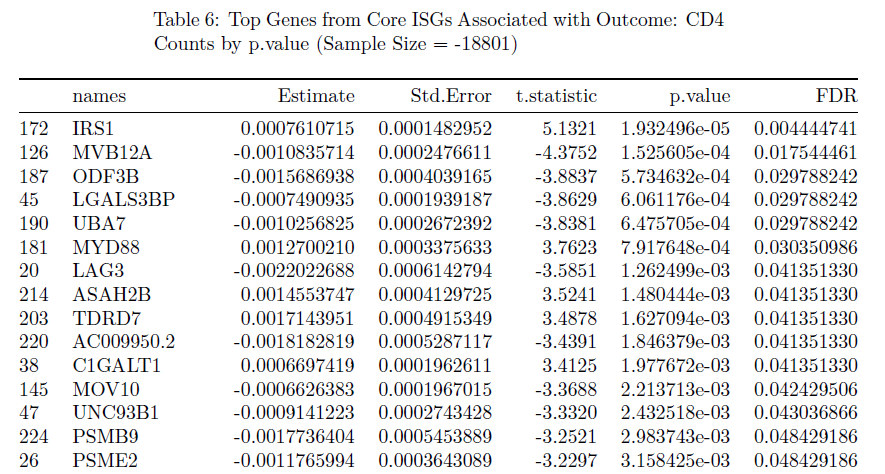 Table 6: Top Genes from Core ISGs Associated with Outcome: CD4
Counts by p.value (Sample Size = -18801)
names Estimate Std.Error t.statistic p.value FDR
172 IRS1 0.0007610715 0.0001482952 5.1321 1.932496e-05 0.004444741
126 MVB12A -0.0010835714 0.0002476611 -4.3752 1.525605e-04 0.017544461
187 ODF3B -0.0015686938 0.0004039165 -3.8837 5.734632e-04 0.029788242
45 LGALS3BP -0.0007490935 0.0001939187 -3.8629 6.061176e-04 0.029788242
190 UBA7 -0.0010256825 0.0002672392 -3.8381 6.475705e-04 0.029788242
181 MYD88 0.0012700210 0.0003375633 3.7623 7.917648e-04 0.030350986
20 LAG3 -0.0022022688 0.0006142794 -3.5851 1.262499e-03 0.041351330
214 ASAH2B 0.0014553747 0.0004129725 3.5241 1.480444e-03 0.041351330
203 TDRD7 0.0017143951 0.0004915349 3.4878 1.627094e-03 0.041351330
220 AC009950.2 -0.0018182819 0.0005287117 -3.4391 1.846379e-03 0.041351330
38 C1GALT1 0.0006697419 0.0001962611 3.4125 1.977672e-03 0.041351330
145 MOV10 -0.0006626383 0.0001967015 -3.3688 2.213713e-03 0.042429506
47 UNC93B1 -0.0009141223 0.0002743428 -3.3320 2.432518e-03 0.043036866
224 PSMB9 -0.0017736404 0.0005453889 -3.2521 2.983743e-03 0.048429186
26 PSME2 -0.0011765994 0.0003643089 -3.2297 3.158425e-03 0.048429186